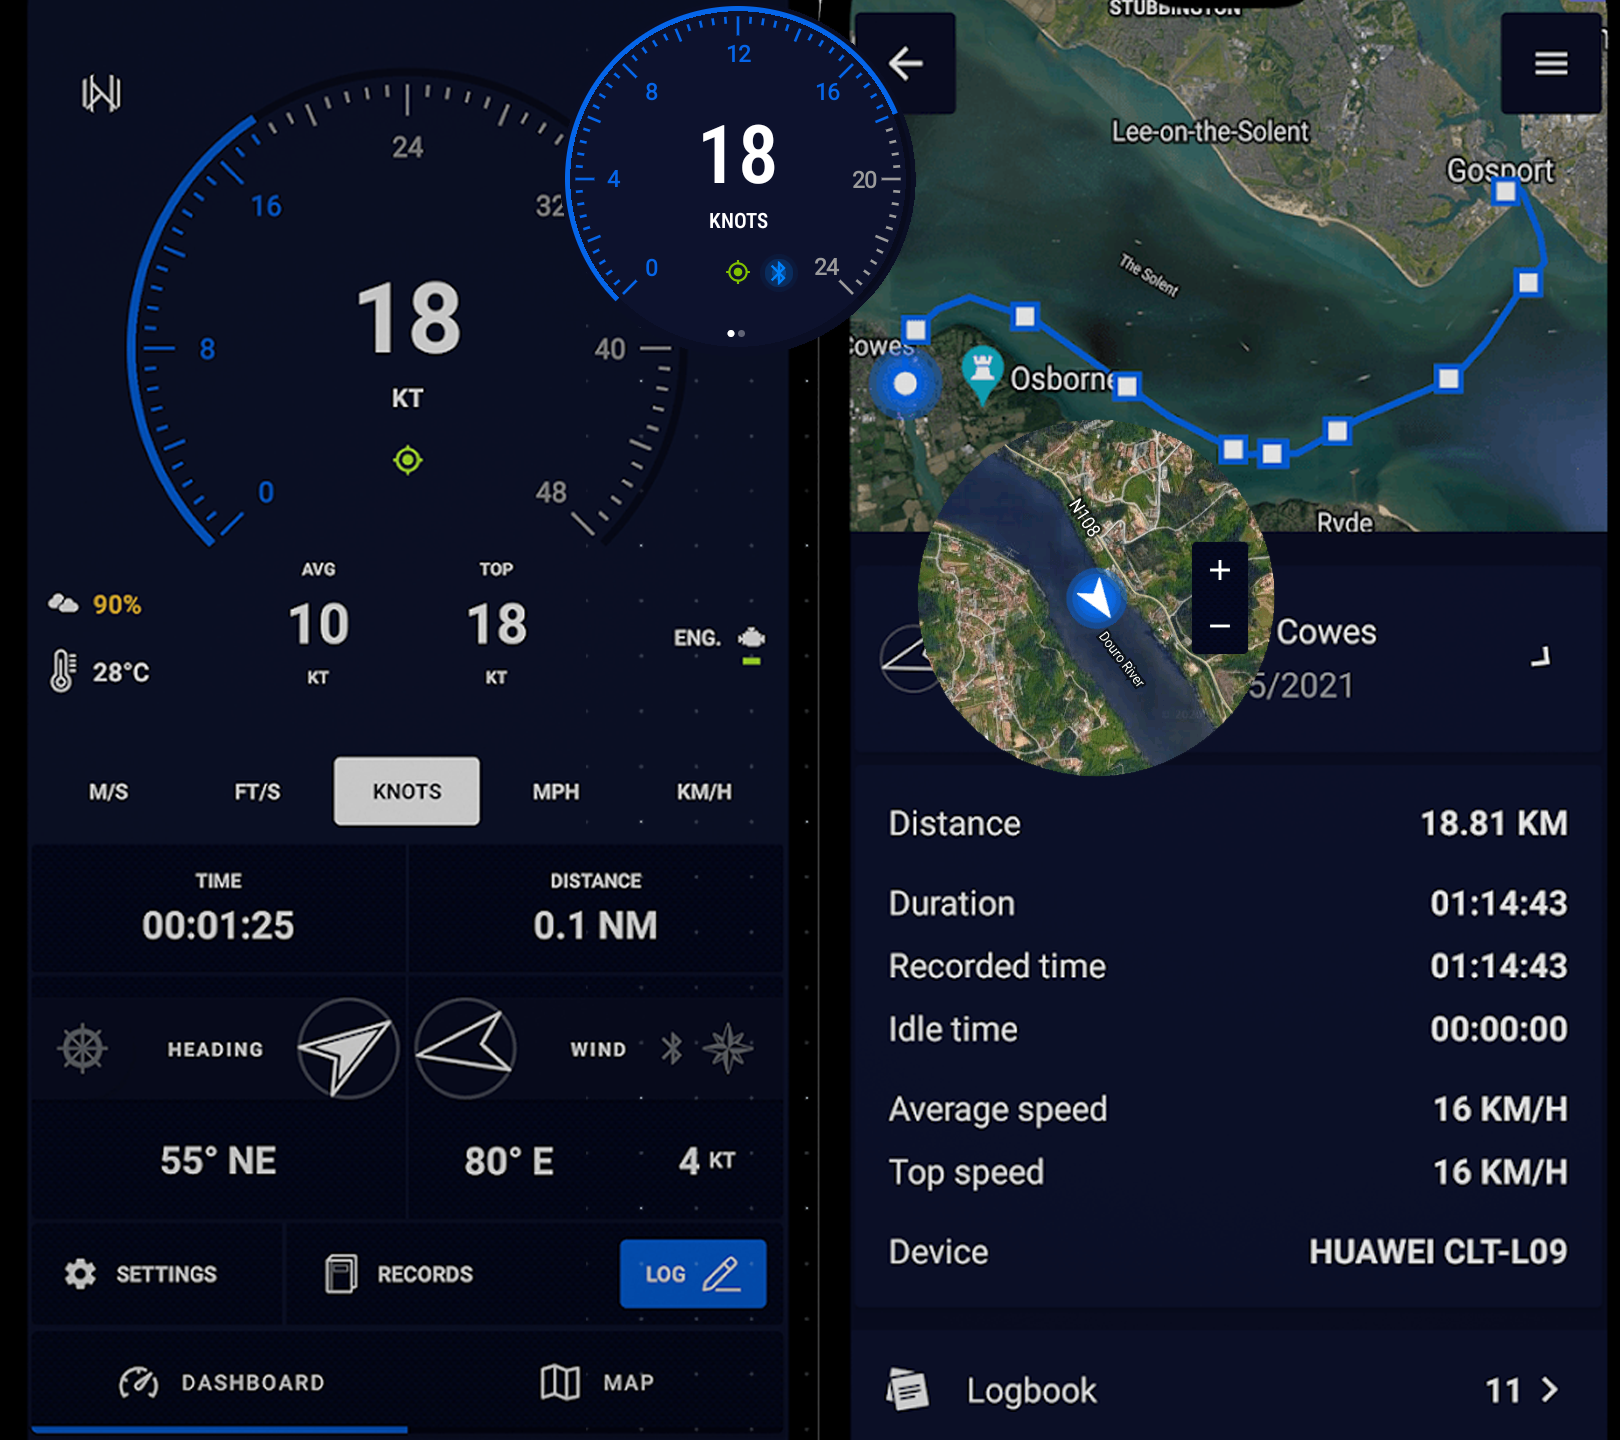 24
16
32
8
40
0
48
18
KT
12
8
16
4
20
0
24
18
KNOTS
90%
28°C
AVG
10
KT
TOP
18
KT
ENG.
M/S
FT/S
KNOTS
MPH
KM/H
TIME
00:01:25
DISTANCE
0.1 NM
HEADING
WIND
55° NE
80° E
4 KT
SETTINGS
RECORDS
LOG
DASHBOARD
MAP
STUBBINGTON
Lee-on-the-Solent
Gosport
The Solent
Cowes
Osborne
Ryde
N108
Douro River
+
−
Cowes
5/2021
Distance 18.81 KM
Duration 01:14:43
Recorded time 01:14:43
Idle time 00:00:00
Average speed 16 KM/H
Top speed 16 KM/H
Device HUAWEI CLT-L09
Logbook 11